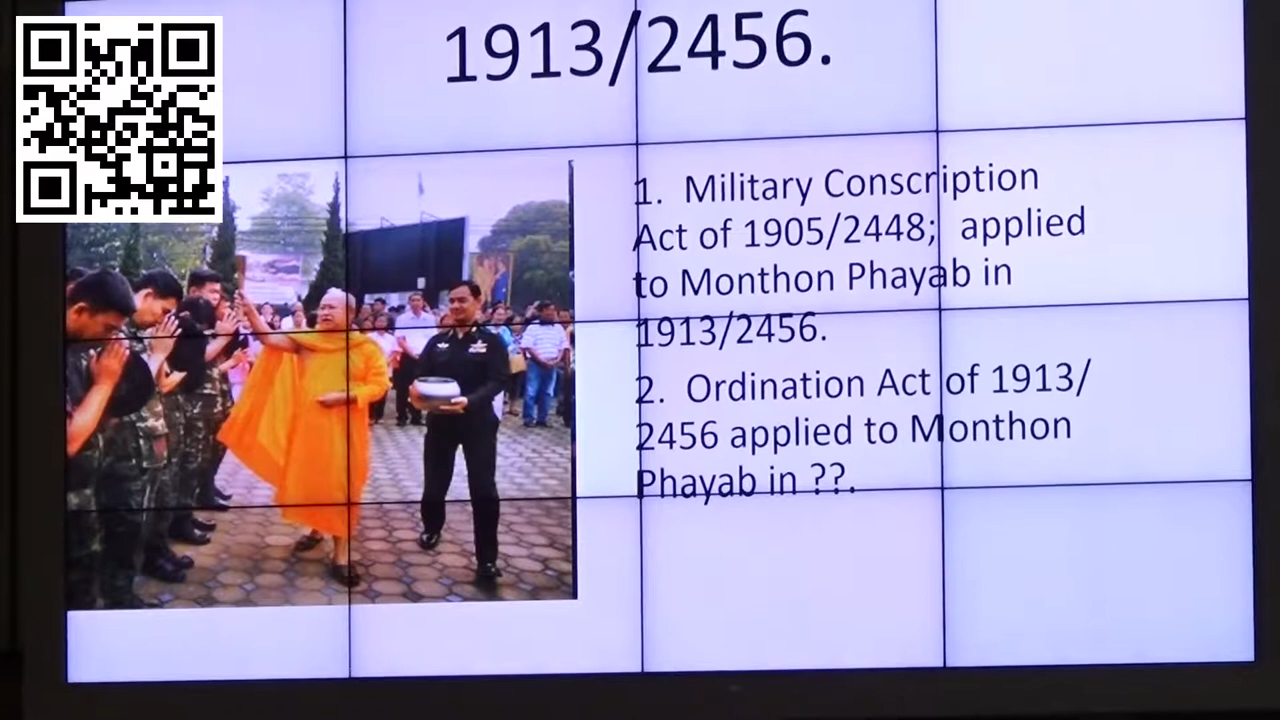 1913/2456.
1. Military Conscription
Act of 1905/2448; applied
to Monthon Phayab in
1913/2456.
2. Ordination Act of 1913/
2456 applied to Monthon
Phayab in ??.